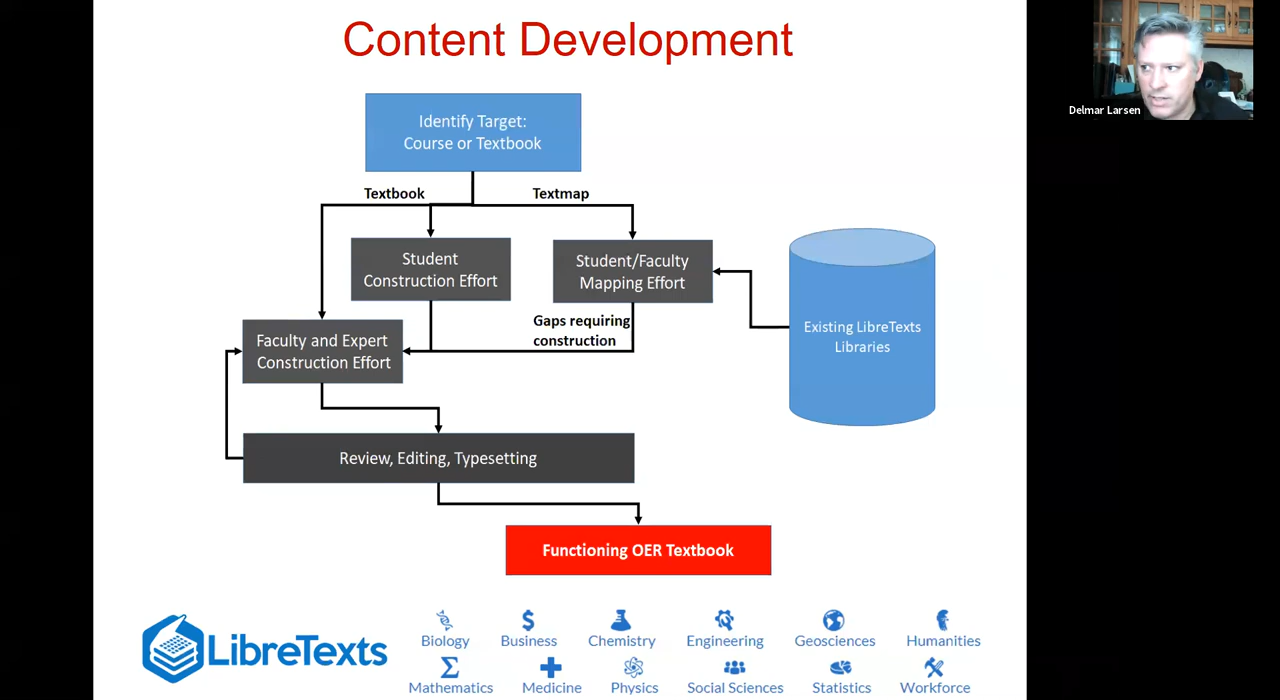 Content Development
Delmar Larsen
Identify Target:
Course or Textbook
Textbook
Textmap
Student
Construction Effort
Student/Faculty
Mapping Effort
Existing LibreTexts
Libraries
Gaps requiring
construction
Faculty and Expert
Construction Effort
Review, Editing, Typesetting
Functioning OER Textbook
LibreTexts
Biology
Business
Chemistry
Engineering
Geosciences
Humanities
Mathematics
Medicine
Physics
Social Sciences
Statistics
Workforce